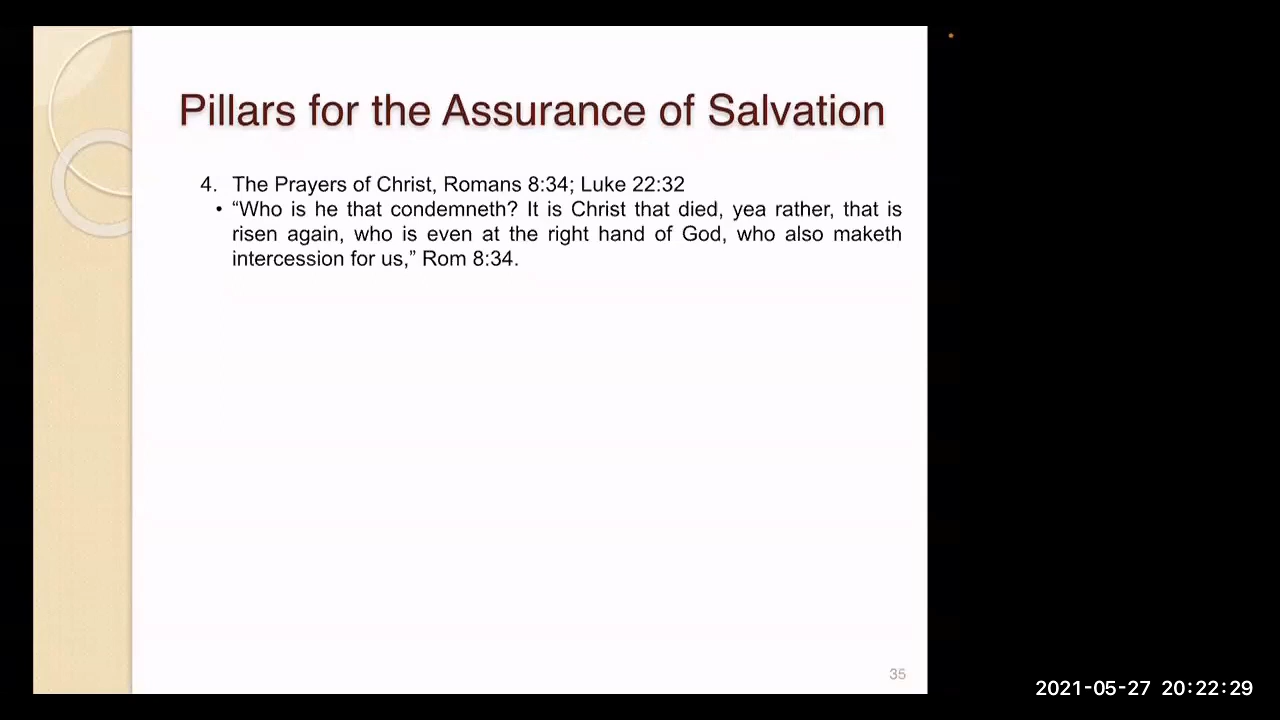 Pillars for the Assurance of Salvation
4. The Prayers of Christ, Romans 8:34; Luke 22:32
• “Who is he that condemneth? It is Christ that died, yea rather, that is
risen again, who is even at the right hand of God, who also maketh
intercession for us,” Rom 8:34.
35
2021-05-27 20:22:29